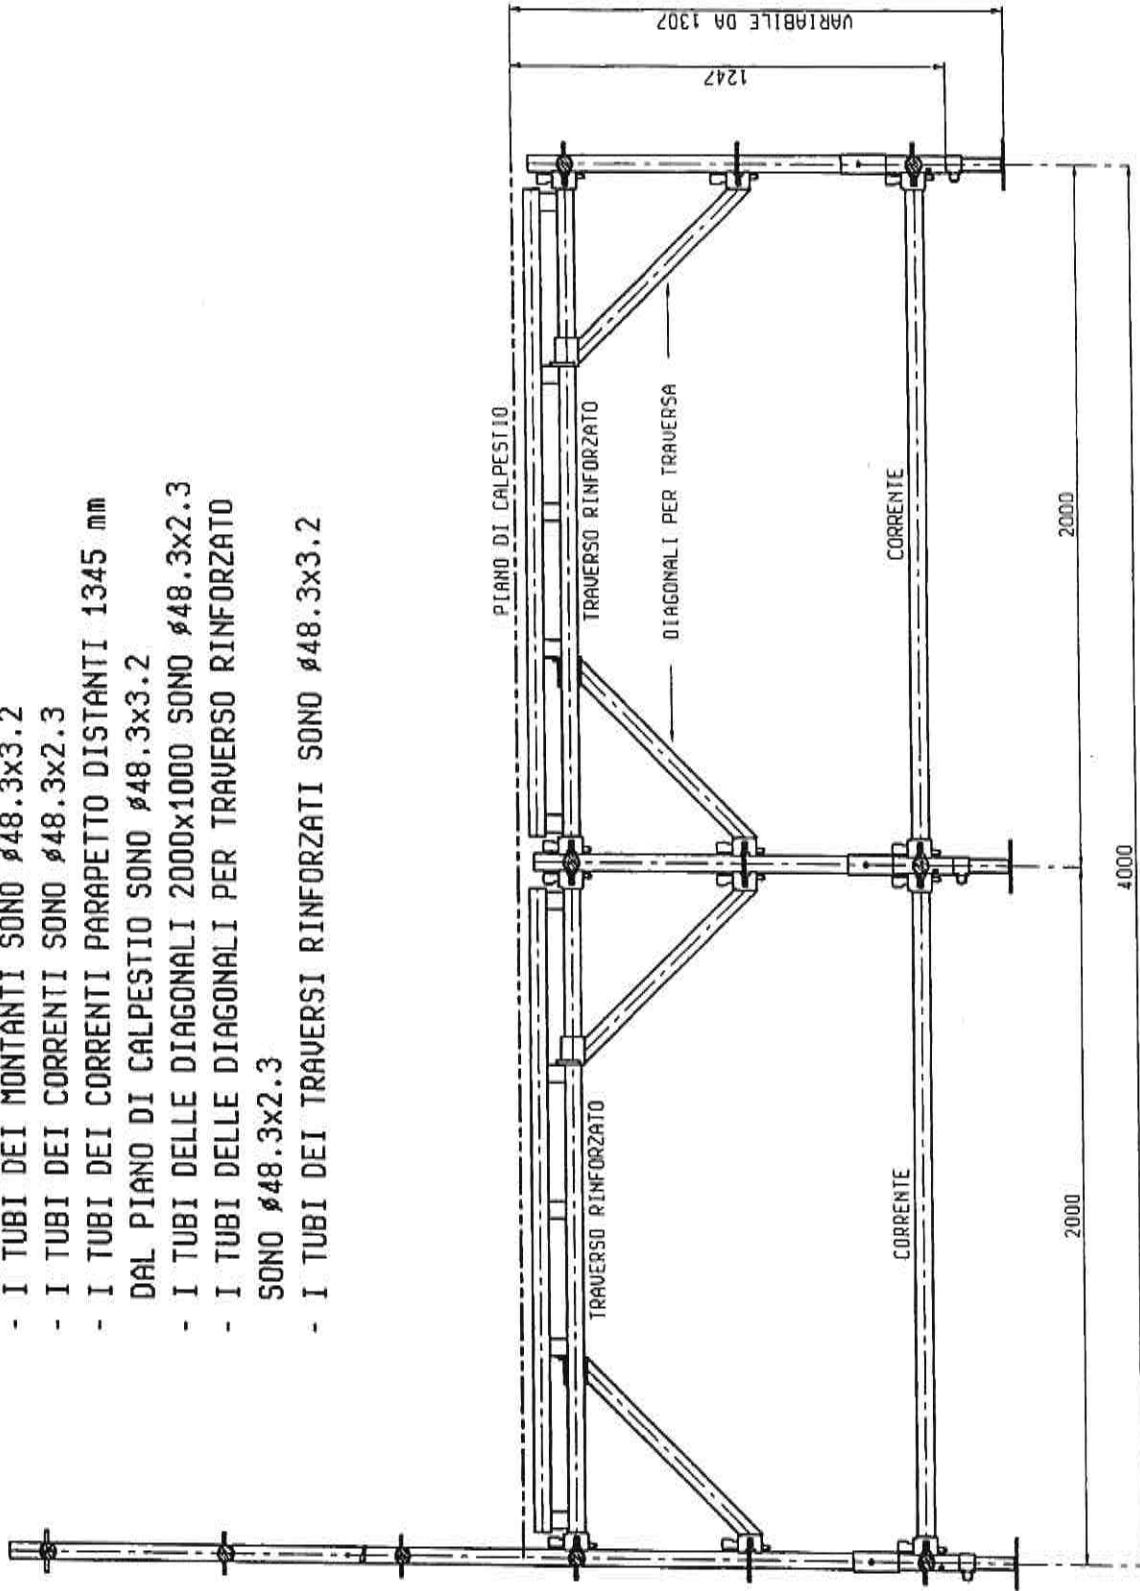 - I TUBI DEI MONTANTI SONO ø48.3x3.2
- I TUBI DEI CORRENTI SONO ø48.3x2.3
- I TUBI DEI CORRENTI PARAPETTO DISTANTI 1345 mm
DAL PIANO DI CALPESTIO SONO ø48.3x3.2
- I TUBI DELLE DIAGONALI 2000x1000 SONO ø48.3x2.3
- I TUBI DELLE DIAGONALI PER TRAVERSO RINFORZATO
SONO ø48.3x2.3
- I TUBI DEI TRAVERSI RINFORZATI SONO ø48.3x3.2
PIANO DI CALPESTIO
TRAVERSO RINFORZATO
TRAVERSO RINFORZATO
DIAGONALI PER TRAVERSA
CORRENTE
CORRENTE
2000
2000
4000
1247
VARIABILE DA 1307